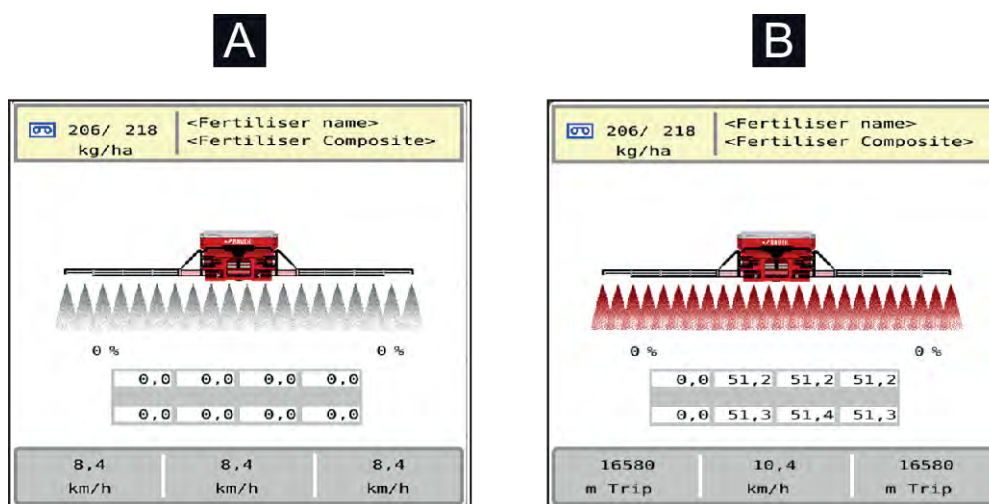 A
206/ 218
kg/ha
<Fertiliser name>
<Fertiliser Composite>
0 %
0 %
0,0 0,0 0,0 0,0
0,0 0,0 0,0 0,0
8,4 8,4 8,4
km/h km/h km/h
B
206/ 218
kg/ha
<Fertiliser name>
<Fertiliser Composite>
0 %
0 %
0,0 51,2 51,2 51,2
0,0 51,3 51,4 51,3
16580 10,4 16580
m Trip km/h m Trip